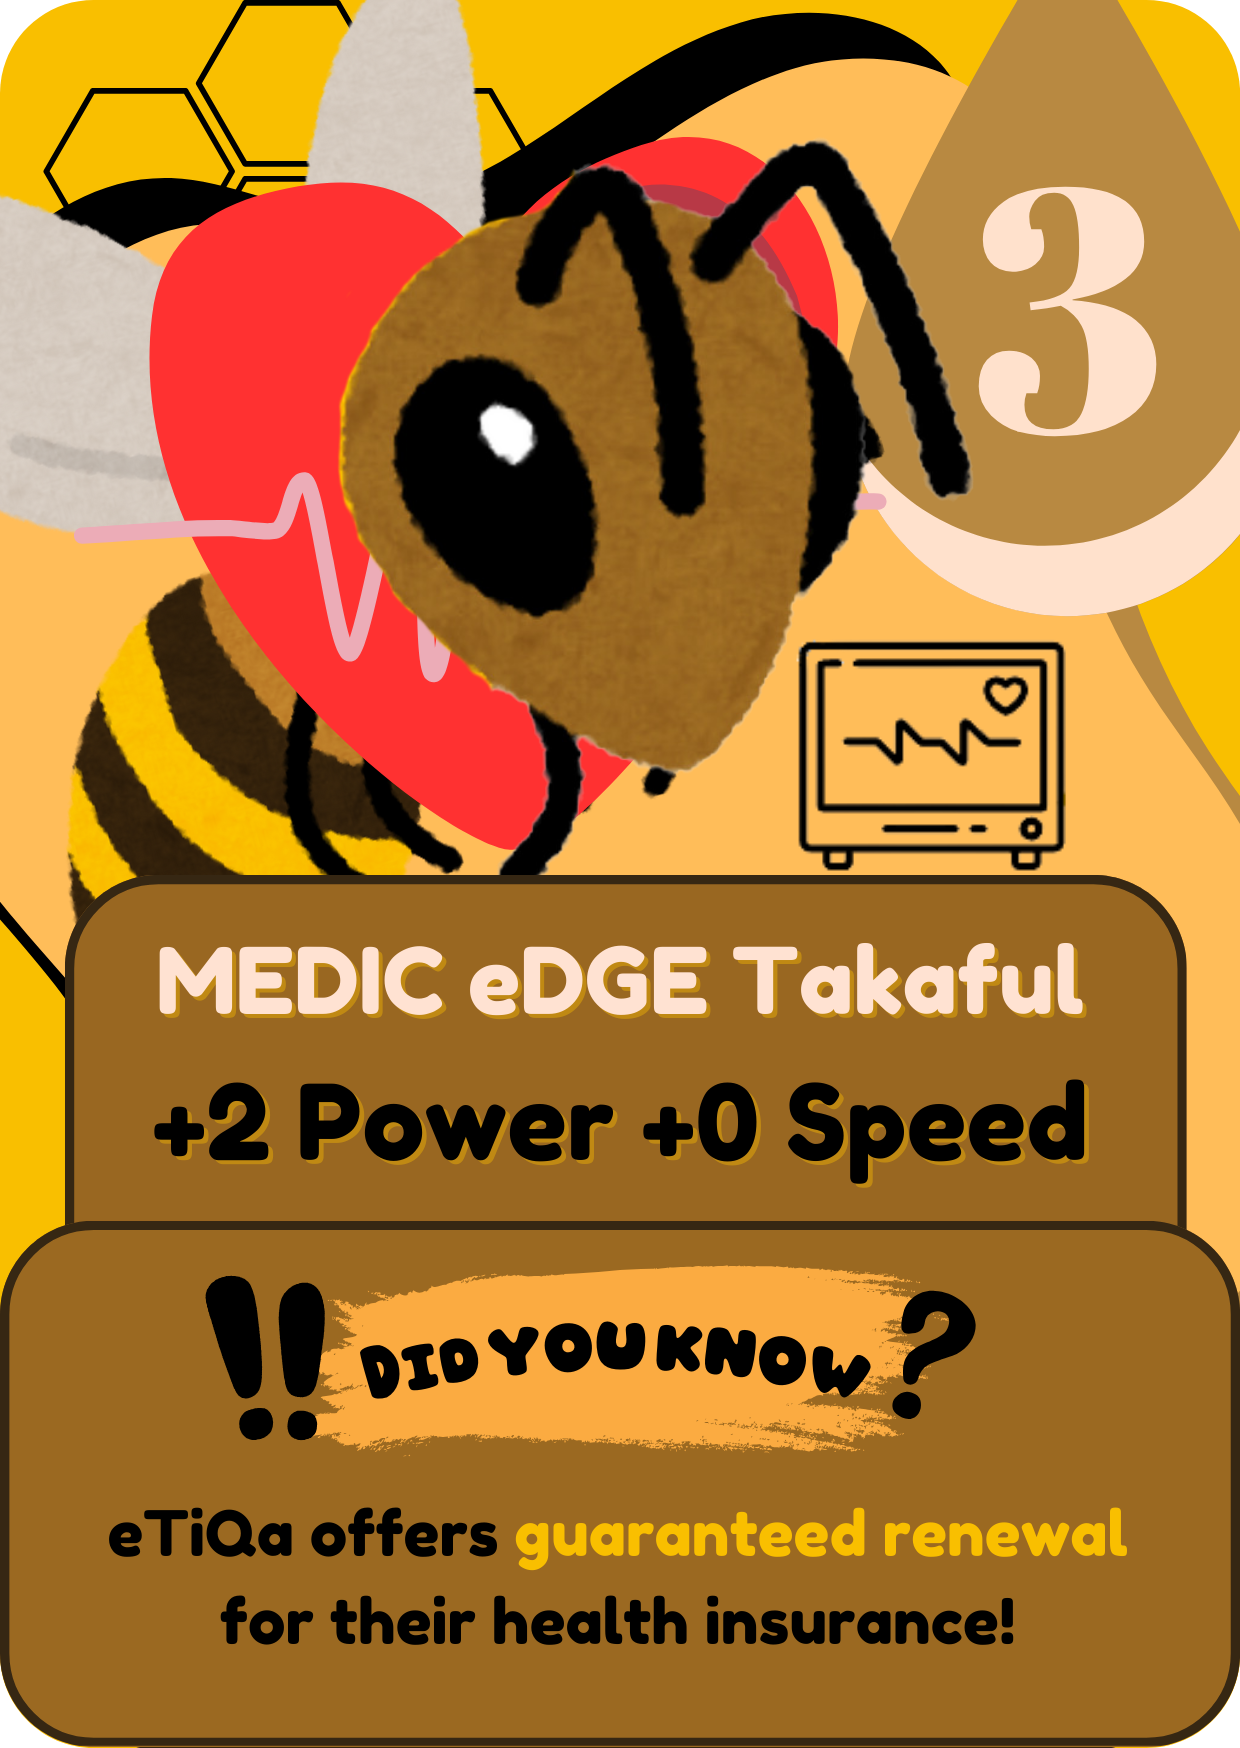 3
MEDIC eDGE Takaful
+2 Power +0 Speed
!! DID YOU KNOW?
eTiQa offers guaranteed renewal
for their health insurance!